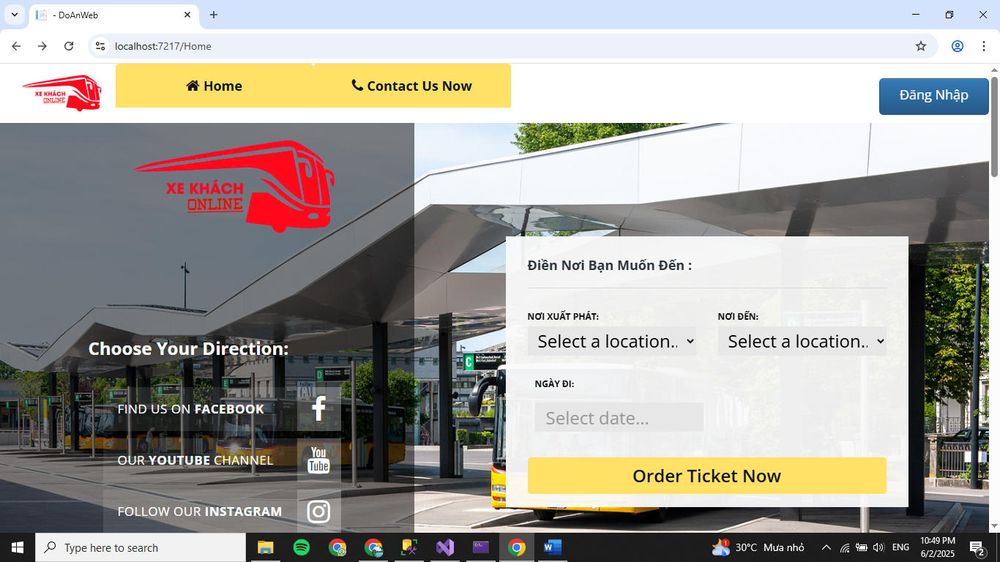 - DoAnWeb
localhost:7217/Home
XE KHÁCH
ONLINE
Home
Contact Us Now
Đăng Nhập
XE KHÁCH
ONLINE
Điền Nơi Bạn Muốn Đến :
NƠI XUẤT PHÁT:
NƠI ĐẾN:
Select a location..
Select a location..
Choose Your Direction:
C
E
D
NGÀY ĐI:
Select date...
FIND US ON FACEBOOK
f
OUR YOUTUBE CHANNEL
You
Tube
Order Ticket Now
FOLLOW OUR INSTAGRAM
Type here to search
1
30°C Mưa nhỏ
ENG
10:49 PM
6/2/2025
2